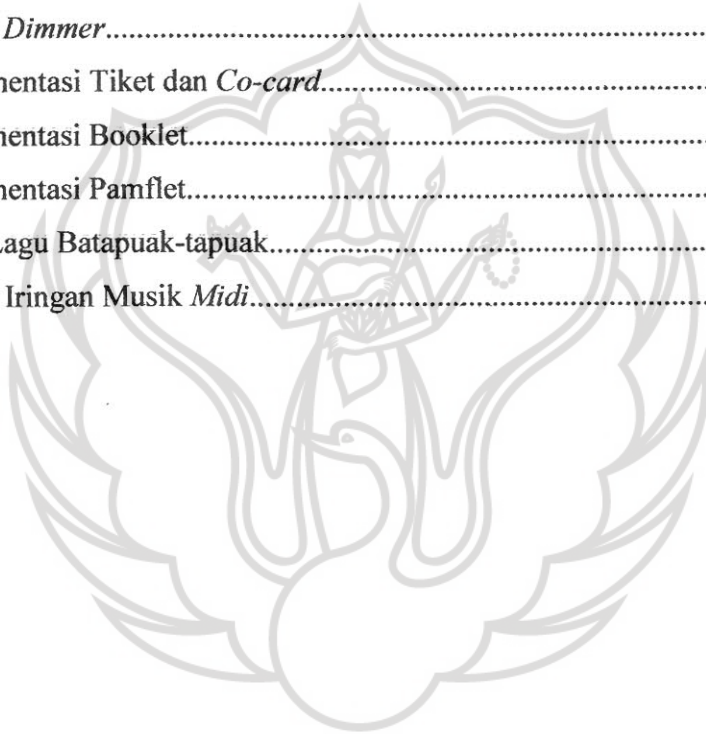 Dimmer..............................................................................................
mentasi Tiket dan Co-card............................................................
mentasi Booklet................................................................................
mentasi Pamflet................................................................................
Lagu Batapuak-tapuak....................................................................
Iringan Musik Midi.......................................................................